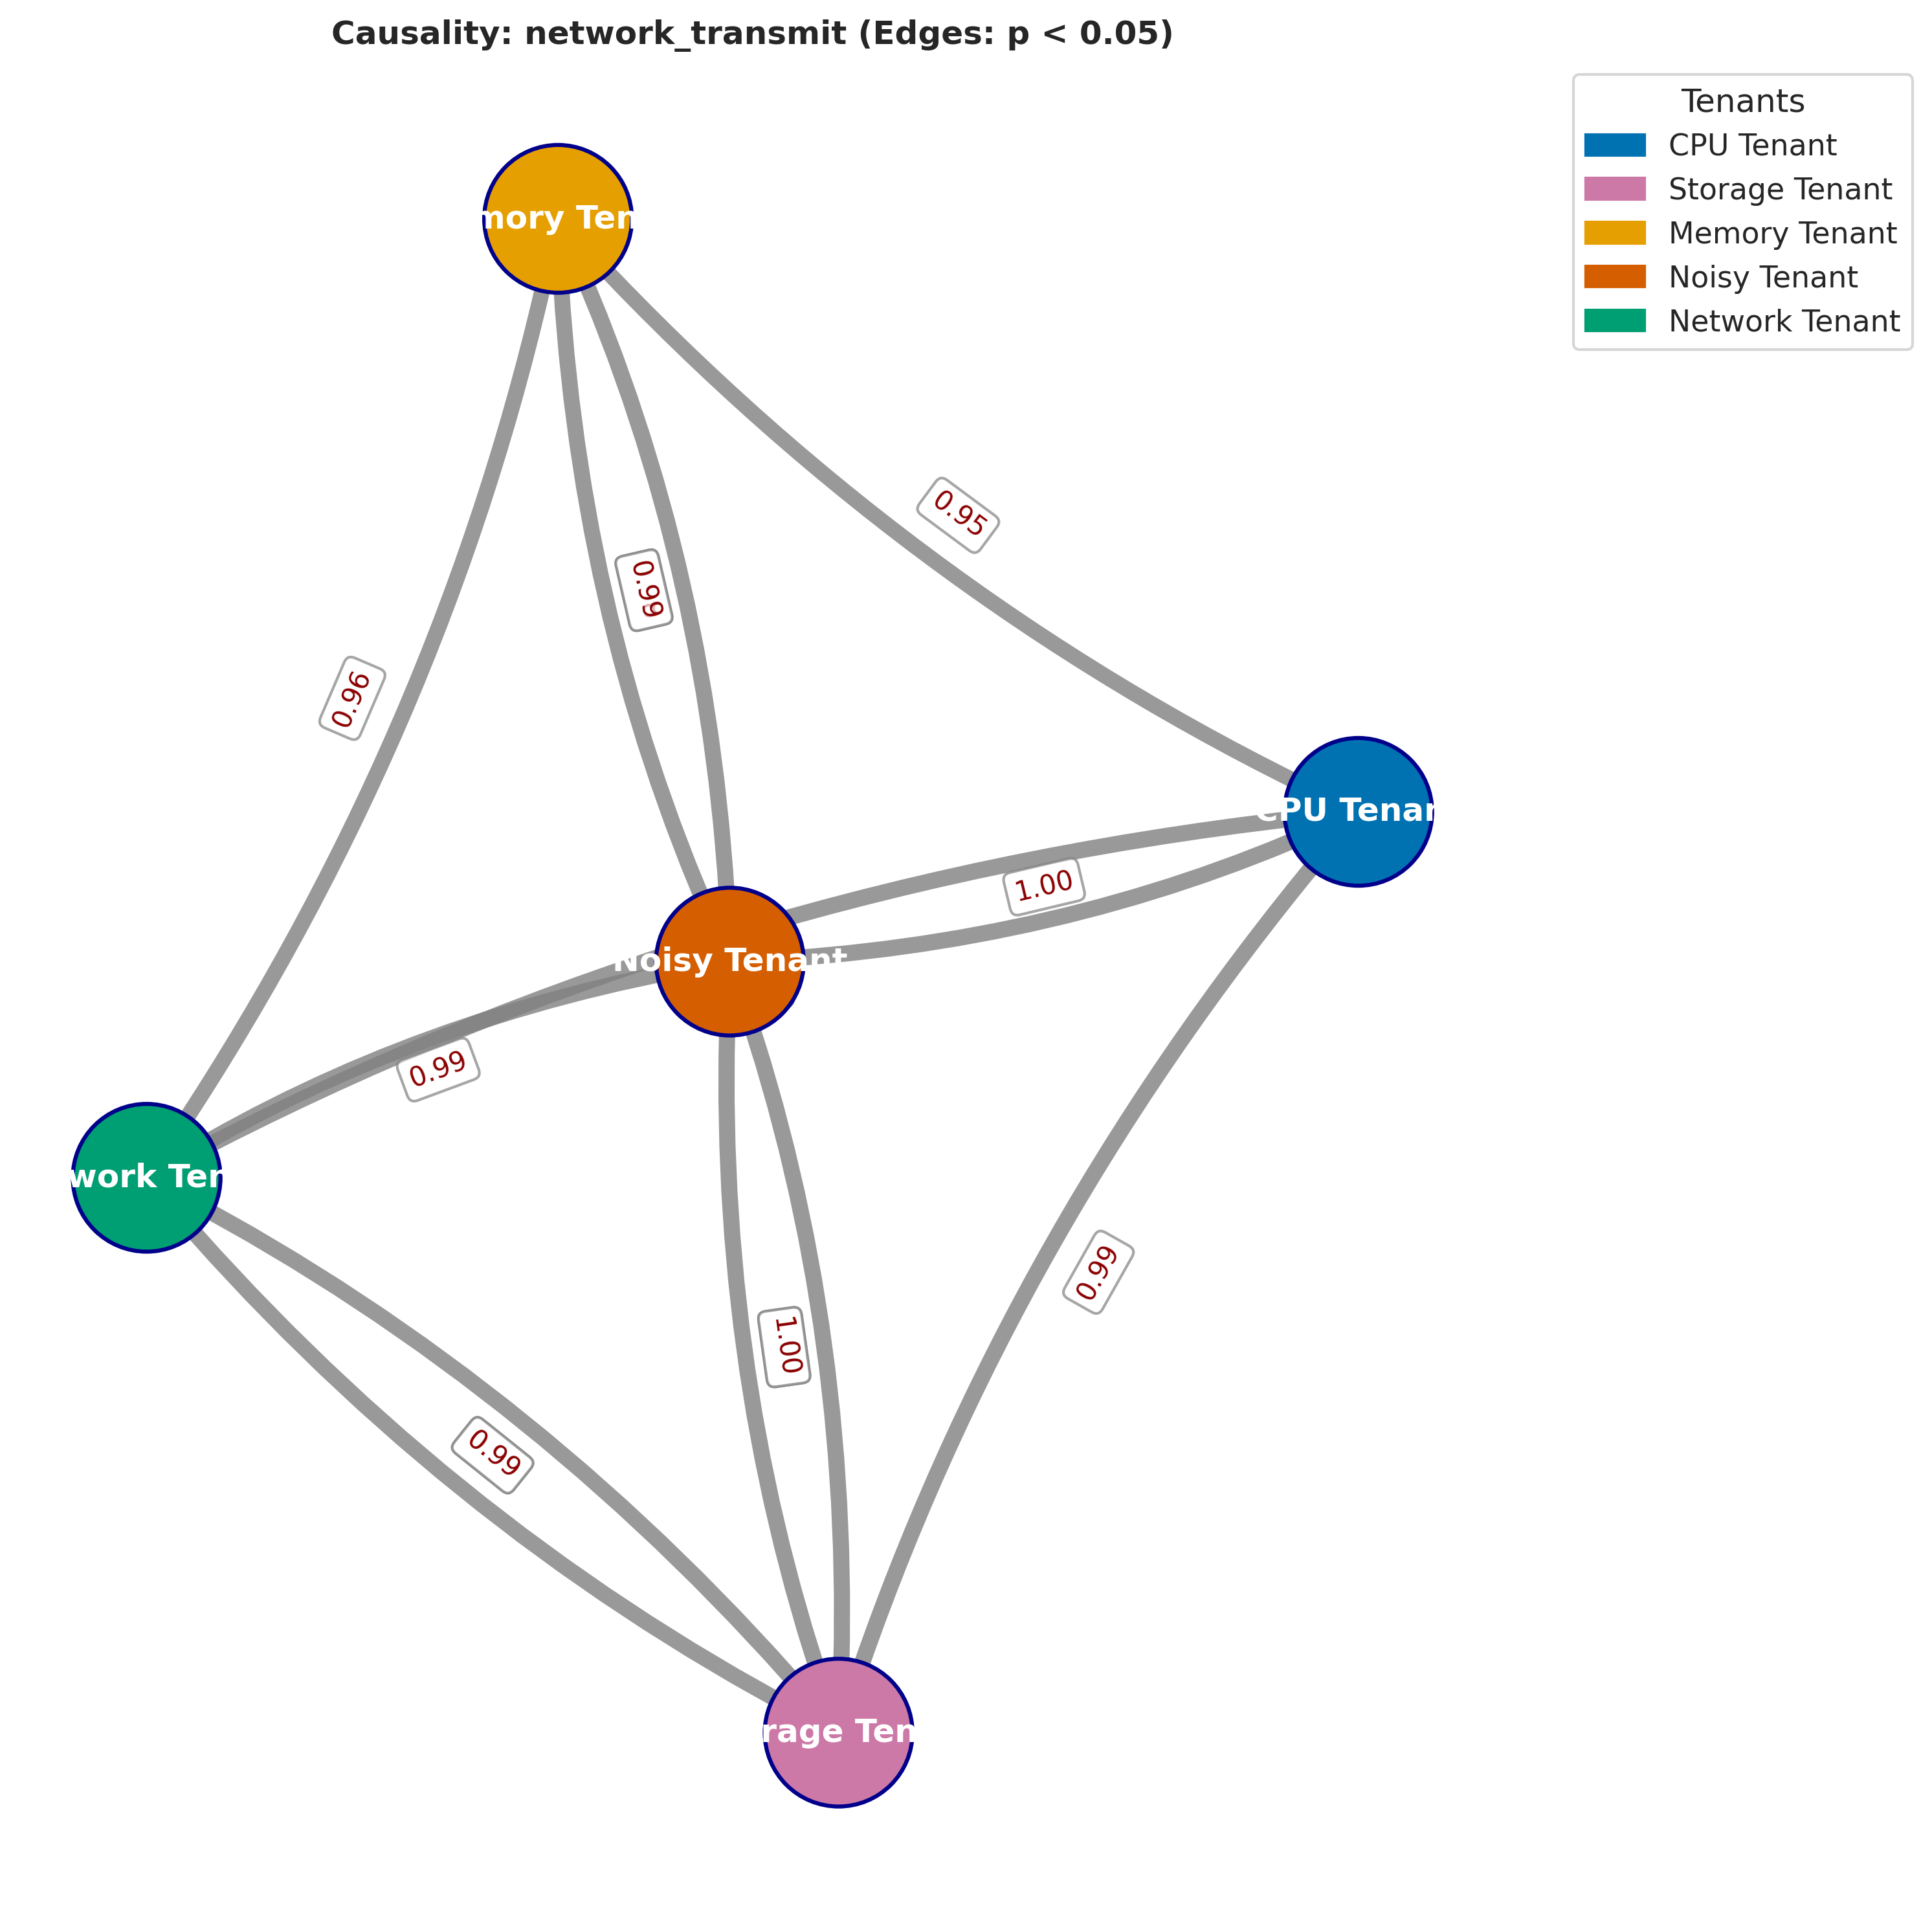 Causality: network_transmit (Edges: p < 0.05)
Tenants
CPU Tenant
Storage Tenant
Memory Tenant
Noisy Tenant
Network Tenant
mory Ten
0.95
0.99
0.96
CPU Tenan
1.00
Noisy Tenant
0.99
work Ten
0.99
1.00
0.99
rage Ten